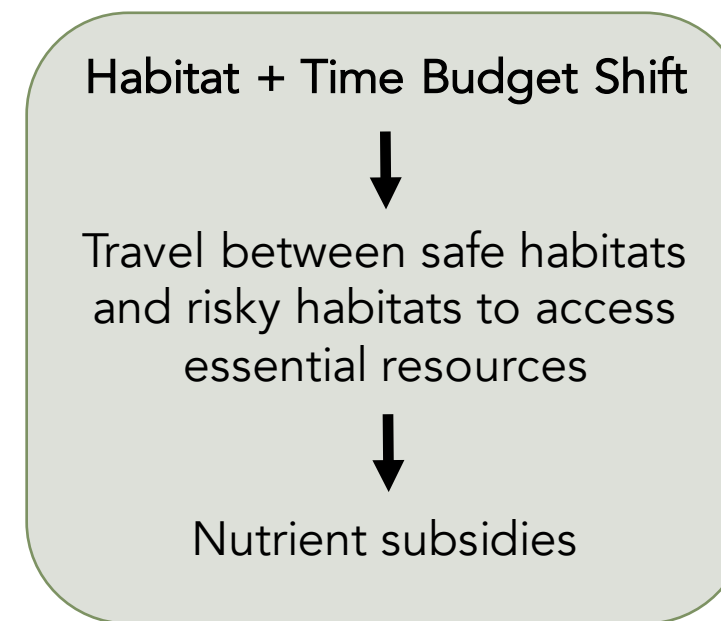 Habitat + Time Budget Shift
Travel between safe habitats
and risky habitats to access
essential resources
Nutrient subsidies